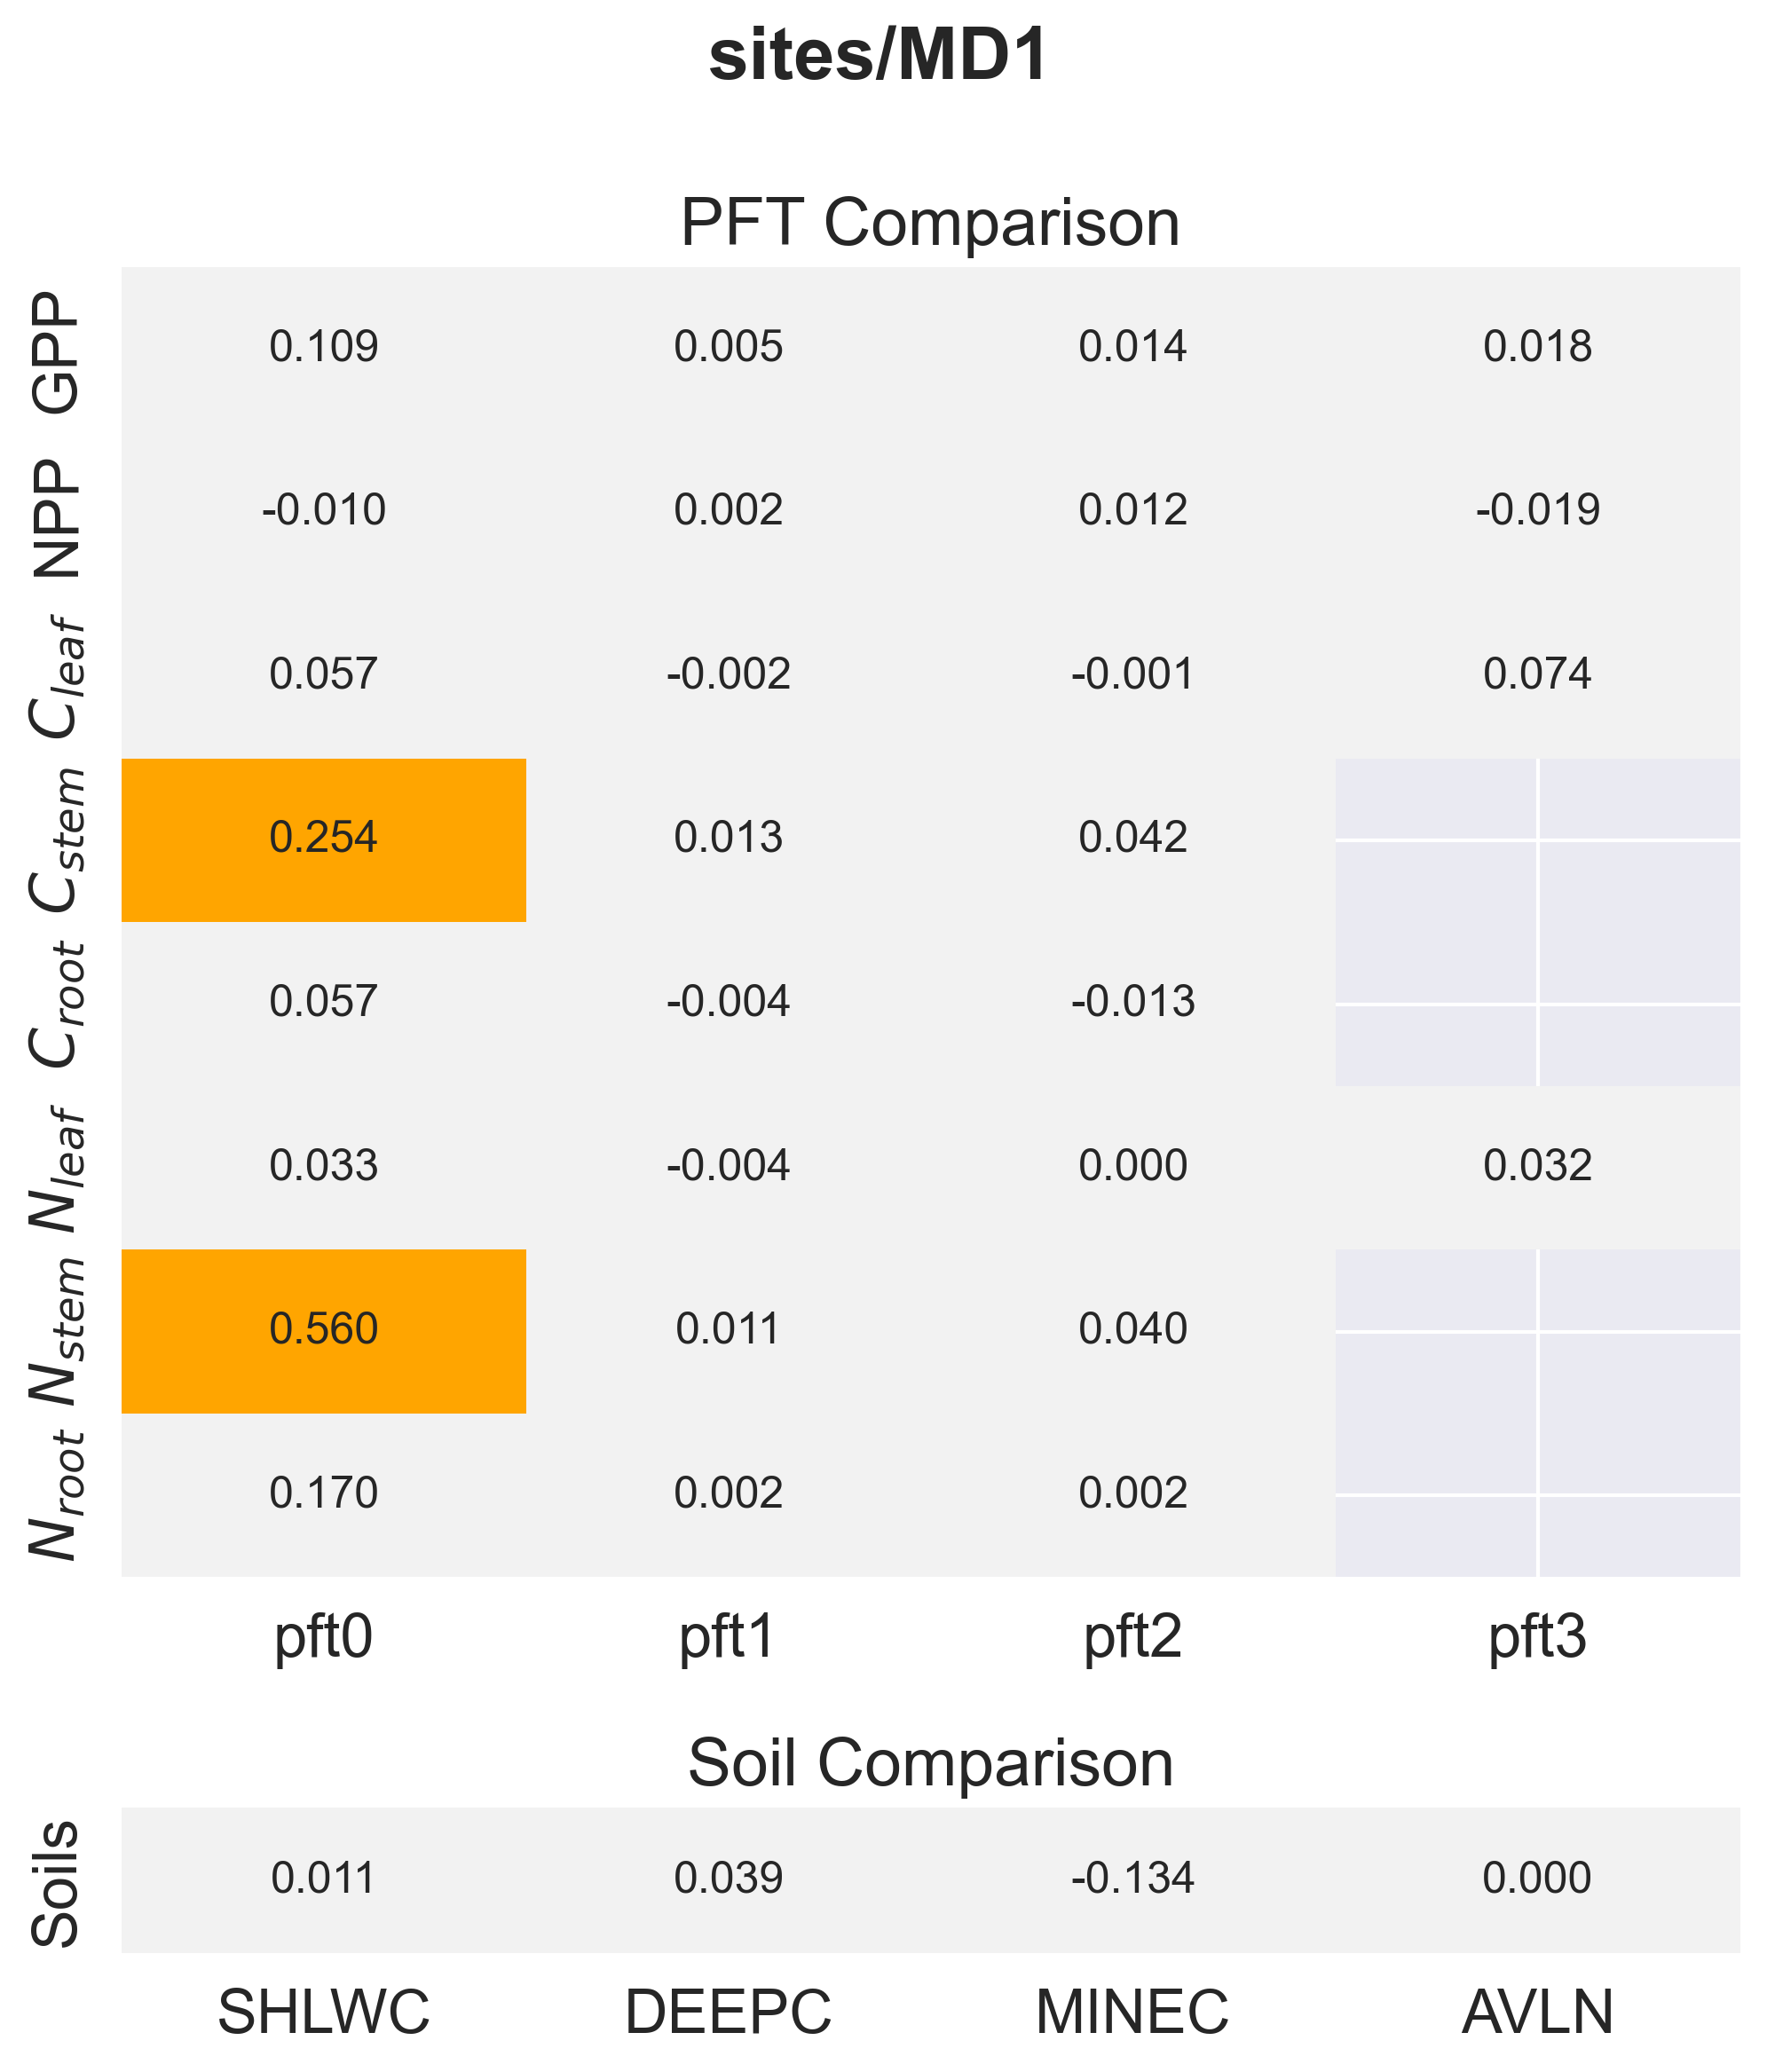 sites/MD1
PFT Comparison
GPP 0.109 0.005 0.014 0.018
NPP -0.010 0.002 0.012 -0.019
C_leaf 0.057 -0.002 -0.001 0.074
C_stem 0.254 0.013 0.042
C_root 0.057 -0.004 -0.013
N_leaf 0.033 -0.004 0.000 0.032
N_stem 0.560 0.011 0.040
N_root 0.170 0.002 0.002
pft0 pft1 pft2 pft3
Soil Comparison
Soils 0.011 0.039 -0.134 0.000
SHLWC DEEPC MINEC AVLN